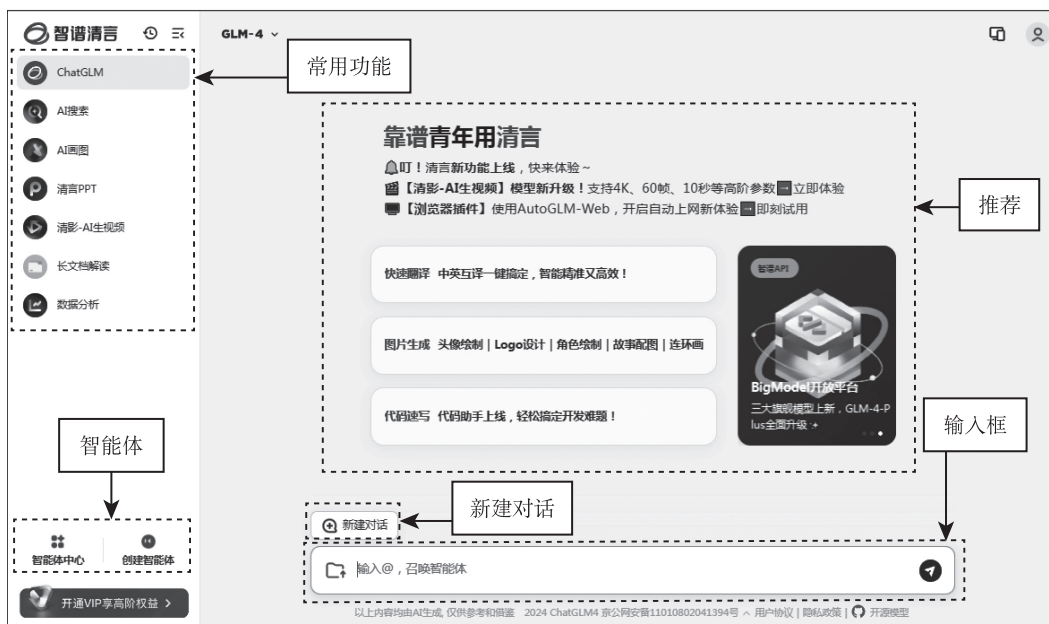 智谱清言
GLM-4
常用功能
ChatGLM
AI搜索
AI画图
清言PPT
清影-AI生视频
长文档解读
数据分析
靠谱青年用清言
叮！清言新功能上线，快来体验~
【清影-AI生视频】模型新升级！支持4K、60帧、10秒等高阶参数→立即体验
【浏览器插件】使用AutoGLM-Web，开启自动上网新体验→即刻试用
推荐
快速翻译 中英互译一键搞定，智能精准又高效！
图片生成 头像绘制 | Logo设计 | 角色绘制 | 故事配图 | 连环画
代码速写 代码助手上线，轻松搞定开发难题！
智谱API
BigModel开放平台
三大旗舰模型上新，GLM-4-P
lus全面升级
输入框
智能体
新建对话
新建对话
智能体中心
创建智能体
输入@，召唤智能体
开通VIP享高阶权益 >
以上内容均由AI生成, 仅供参考和借鉴 2024 ChatGLM4 京公网安备11010802041394号 ^ 用户协议 | 隐私政策 | 开源模型